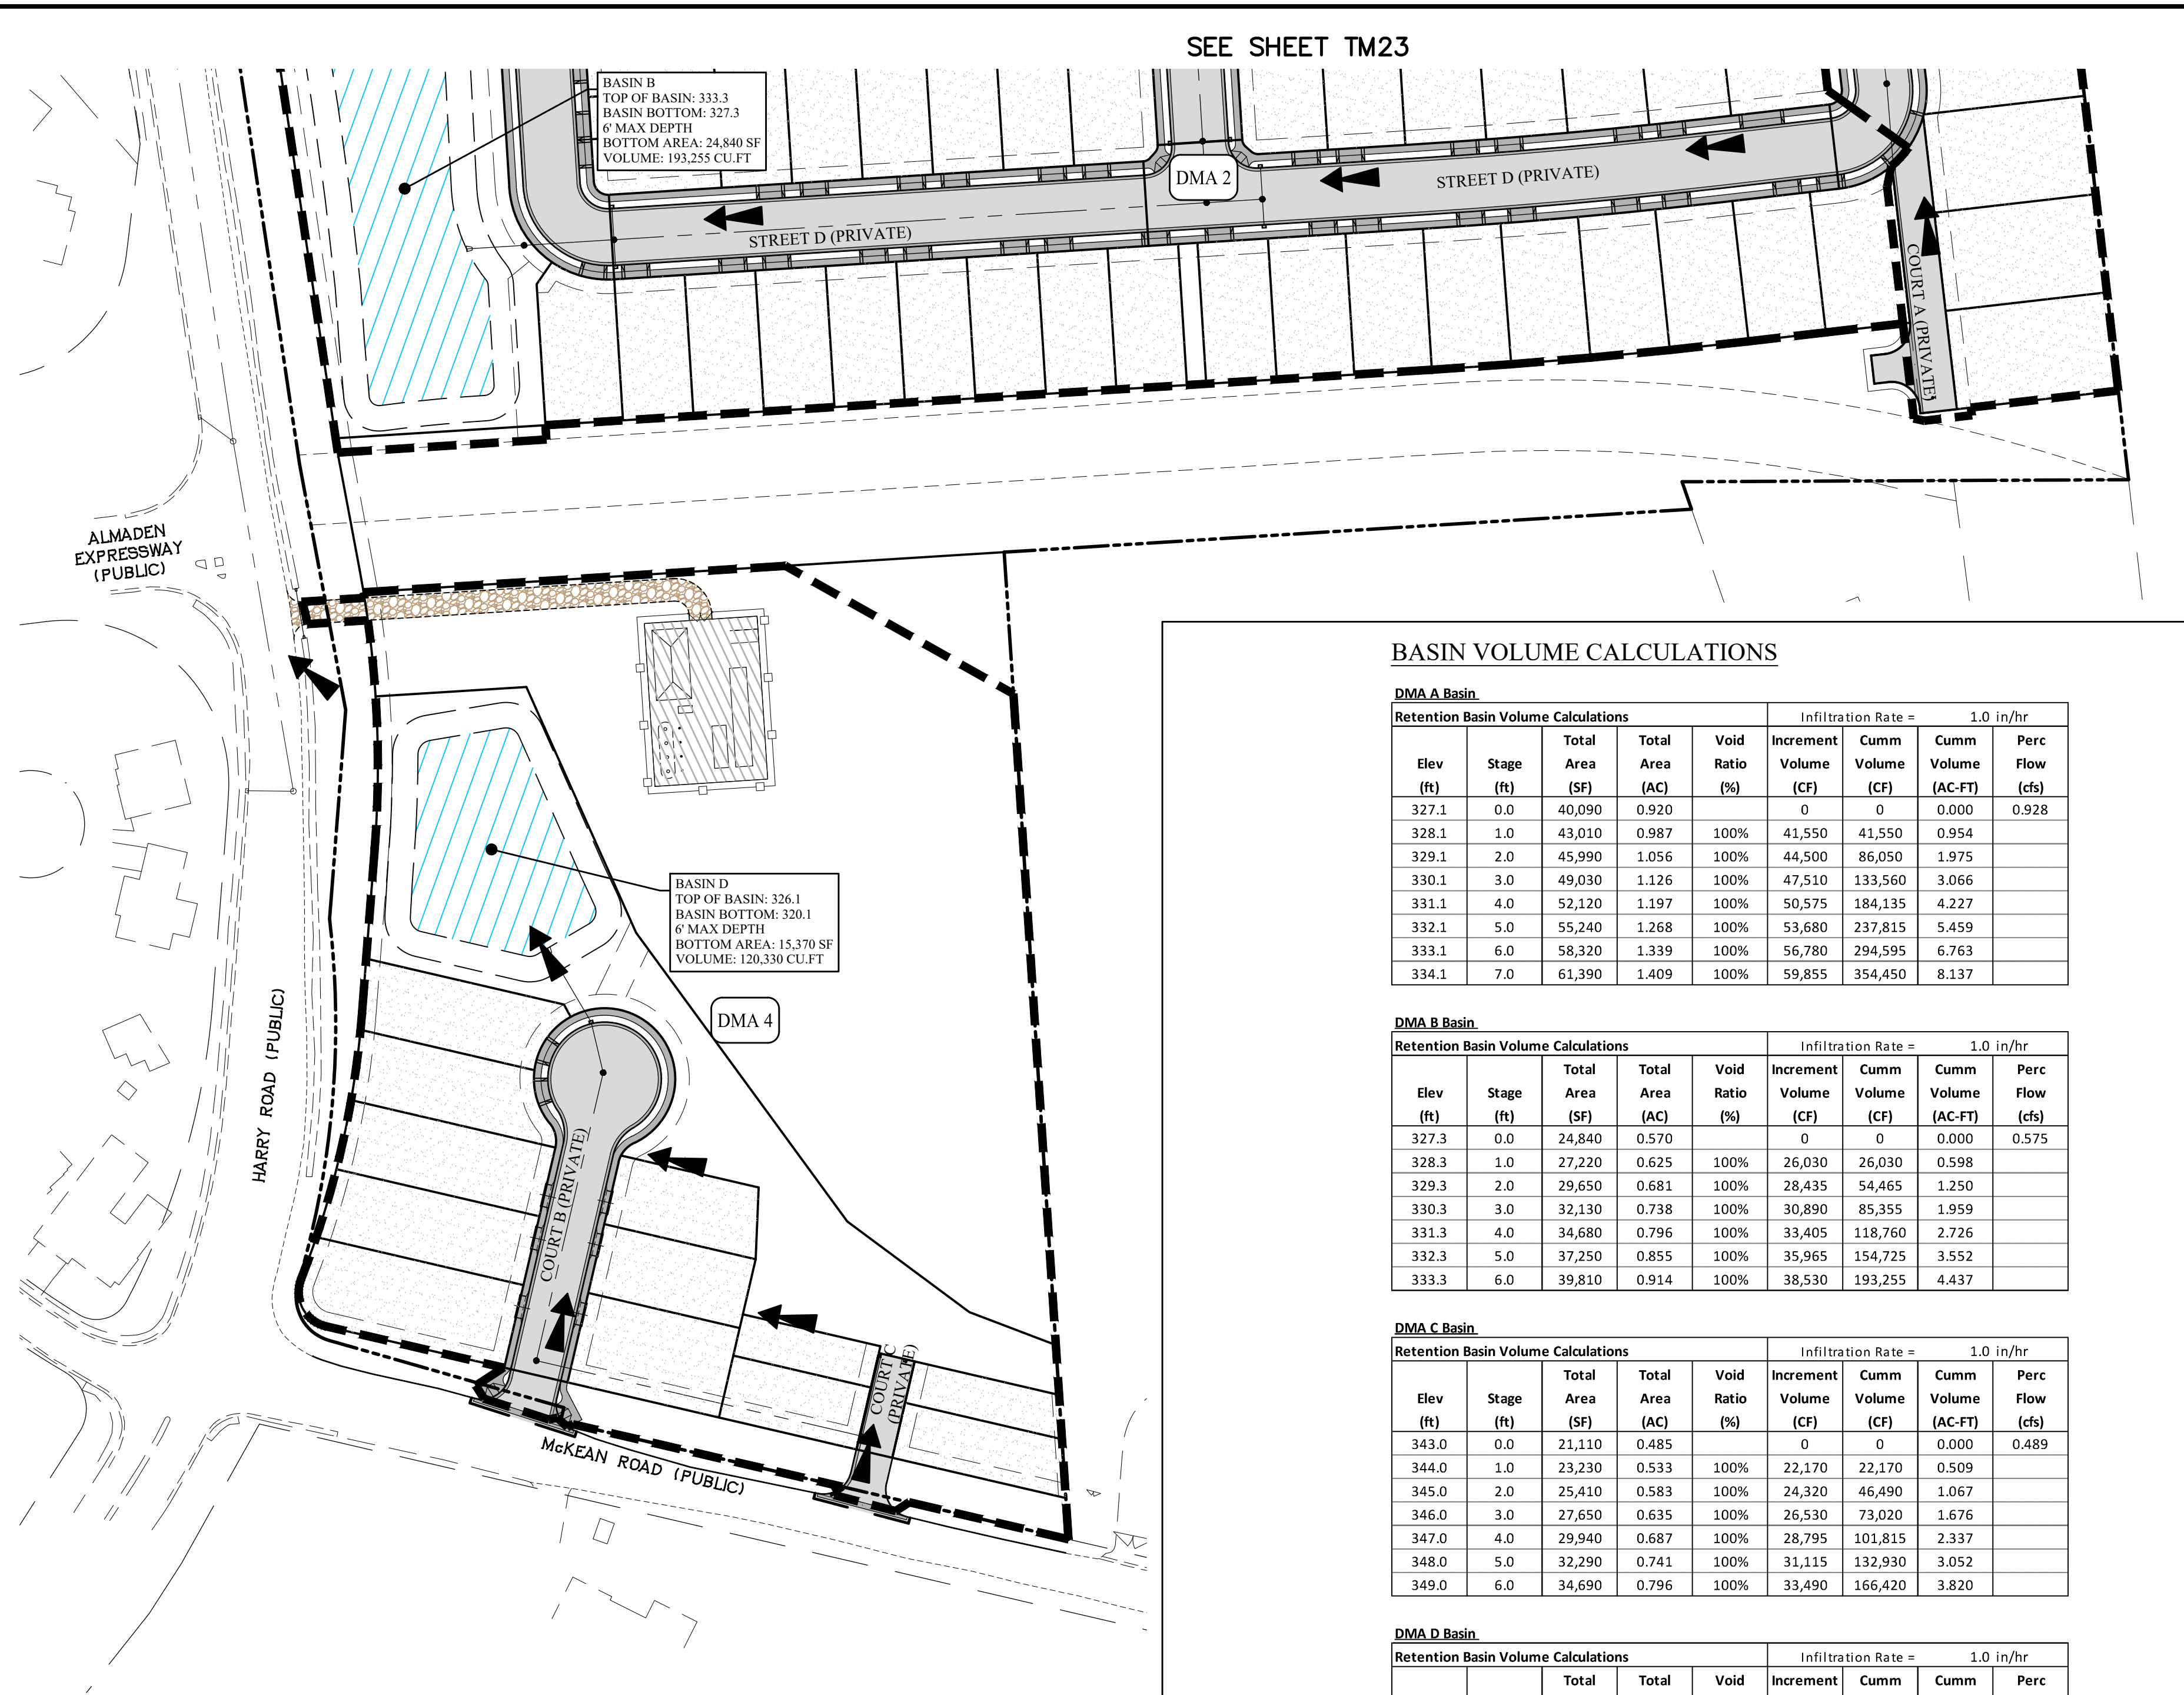 SEE SHEET TM23
BASIN B
TOP OF BASIN: 333.3
BASIN BOTTOM: 327.3
6' MAX DEPTH
BOTTOM AREA: 24,840 SF
VOLUME: 193,255 CU.FT
DMA 2
STREET D (PRIVATE)
STREET D (PRIVATE)
COURT A (PRIVATE)
ALMADEN
EXPRESSWAY
(PUBLIC)
BASIN D
TOP OF BASIN: 326.1
BASIN BOTTOM: 320.1
6' MAX DEPTH
BOTTOM AREA: 15,370 SF
VOLUME: 120,330 CU.FT
DMA 4
HARRY ROAD (PUBLIC)
COURT B (PRIVATE)
COURT C
(PRIVATE)
McKEAN ROAD (PUBLIC)
BASIN VOLUME CALCULATIONS
DMA A Basin
Retention Basin Volume Calculations Infiltration Rate = 1.0 in/hr
Total Total Void Increment Cumm Cumm Perc
Elev Stage Area Area Ratio Volume Volume Volume Flow
(ft) (ft) (SF) (AC) (%) (CF) (CF) (AC-FT) (cfs)
327.1 0.0 40,090 0.920 0 0 0.000 0.928
328.1 1.0 43,010 0.987 100% 41,550 41,550 0.954
329.1 2.0 45,990 1.056 100% 44,500 86,050 1.975
330.1 3.0 49,030 1.126 100% 47,510 133,560 3.066
331.1 4.0 52,120 1.197 100% 50,575 184,135 4.227
332.1 5.0 55,240 1.268 100% 53,680 237,815 5.459
333.1 6.0 58,320 1.339 100% 56,780 294,595 6.763
334.1 7.0 61,390 1.409 100% 59,855 354,450 8.137
DMA B Basin
Retention Basin Volume Calculations Infiltration Rate = 1.0 in/hr
Total Total Void Increment Cumm Cumm Perc
Elev Stage Area Area Ratio Volume Volume Volume Flow
(ft) (ft) (SF) (AC) (%) (CF) (CF) (AC-FT) (cfs)
327.3 0.0 24,840 0.570 0 0 0.000 0.575
328.3 1.0 27,220 0.625 100% 26,030 26,030 0.598
329.3 2.0 29,650 0.681 100% 28,435 54,465 1.250
330.3 3.0 32,130 0.738 100% 30,890 85,355 1.959
331.3 4.0 34,680 0.796 100% 33,405 118,760 2.726
332.3 5.0 37,250 0.855 100% 35,965 154,725 3.552
333.3 6.0 39,810 0.914 100% 38,530 193,255 4.437
DMA C Basin
Retention Basin Volume Calculations Infiltration Rate = 1.0 in/hr
Total Total Void Increment Cumm Cumm Perc
Elev Stage Area Area Ratio Volume Volume Volume Flow
(ft) (ft) (SF) (AC) (%) (CF) (CF) (AC-FT) (cfs)
343.0 0.0 21,110 0.485 0 0 0.000 0.489
344.0 1.0 23,230 0.533 100% 22,170 22,170 0.509
345.0 2.0 25,410 0.583 100% 24,320 46,490 1.067
346.0 3.0 27,650 0.635 100% 26,530 73,020 1.676
347.0 4.0 29,940 0.687 100% 28,795 101,815 2.337
348.0 5.0 32,290 0.741 100% 31,115 132,930 3.052
349.0 6.0 34,690 0.796 100% 33,490 166,420 3.820
DMA D Basin
Retention Basin Volume Calculations Infiltration Rate = 1.0 in/hr
Total Total Void Increment Cumm Cumm Perc